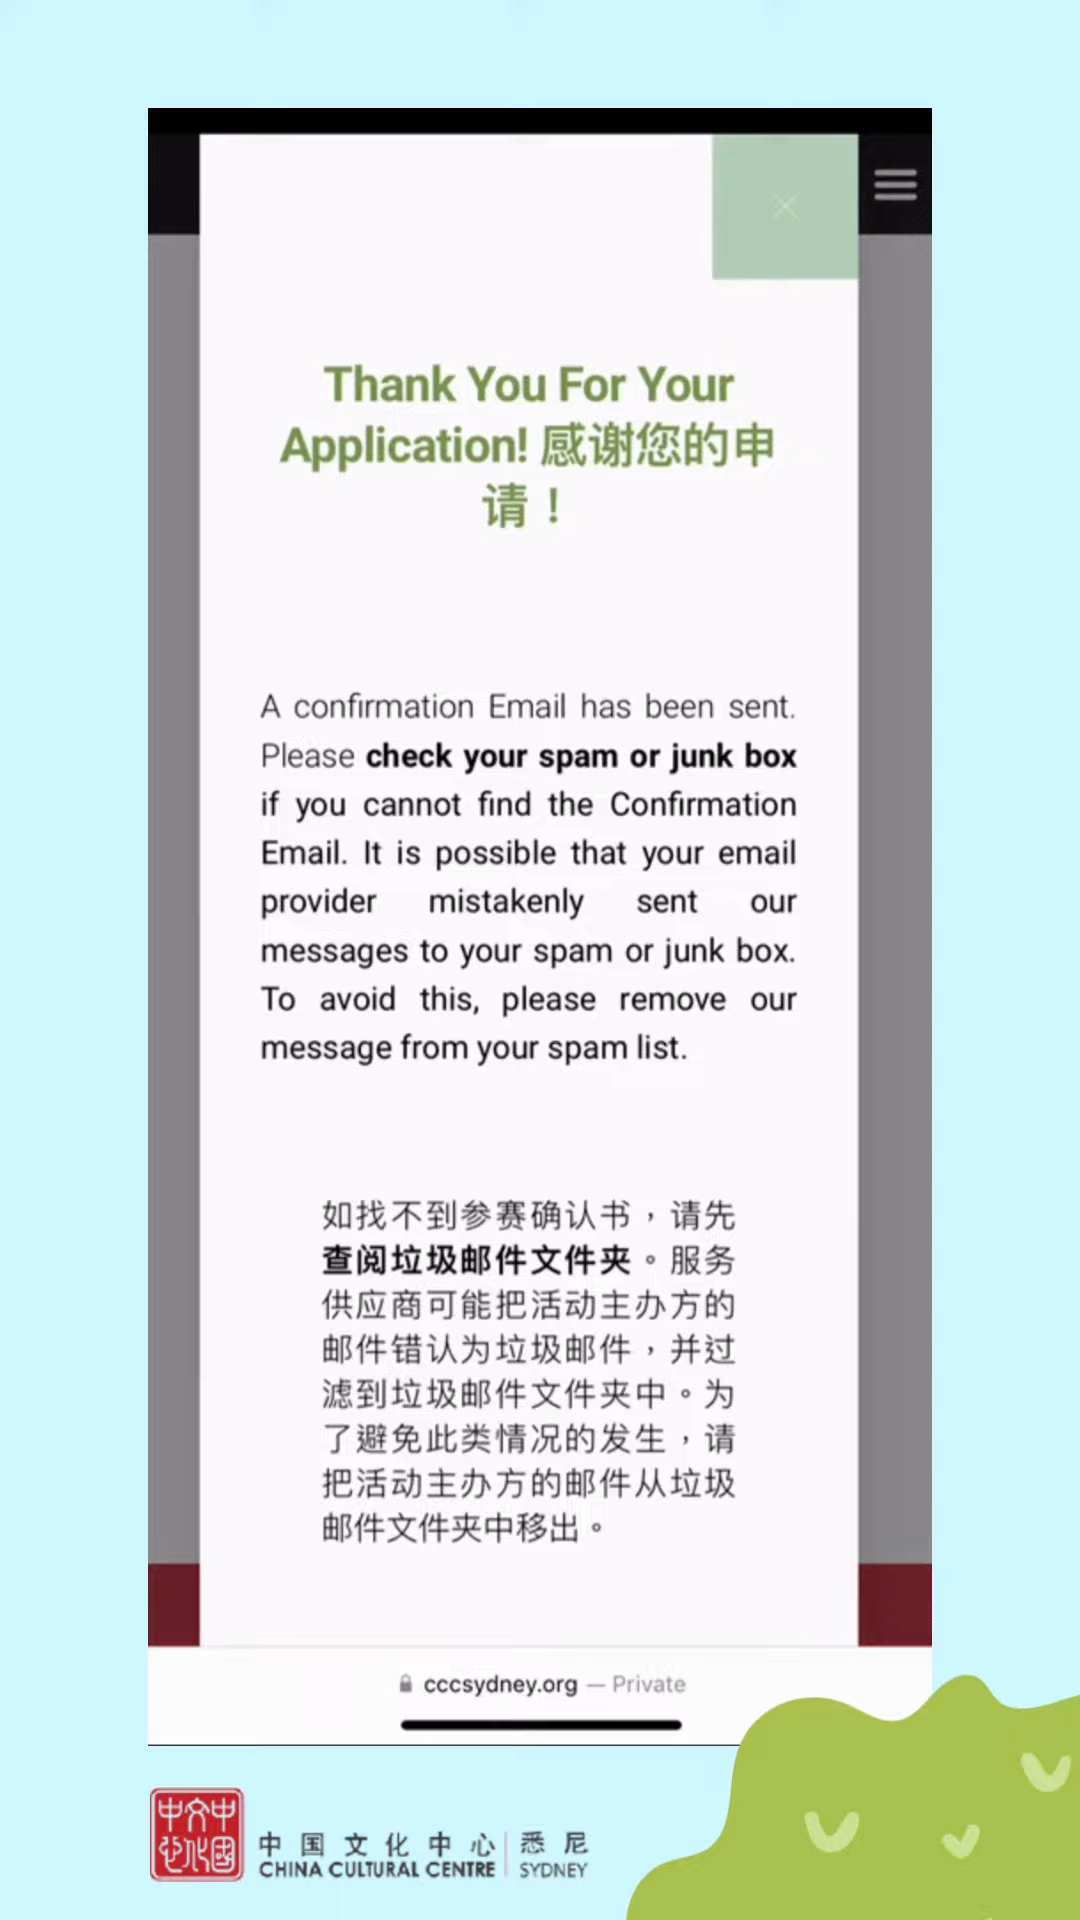 Thank You For Your
Application! 感谢您的申
请！
A confirmation Email has been sent.
Please check your spam or junk box
if you cannot find the Confirmation
Email. It is possible that your email
provider mistakenly sent our
messages to your spam or junk box.
To avoid this, please remove our
message from your spam list.
如找不到参赛确认书，请先
查阅垃圾邮件文件夹。服务
供应商可能把活动主办方的
邮件错认为垃圾邮件，并过
滤到垃圾邮件文件夹中。为
了避免此类情况的发生，请
把活动主办方的邮件从垃圾
邮件文件夹中移出。
cccsydney.org — Private
中国文化中心 悉尼
CHINA CULTURAL CENTRE SYDNEY